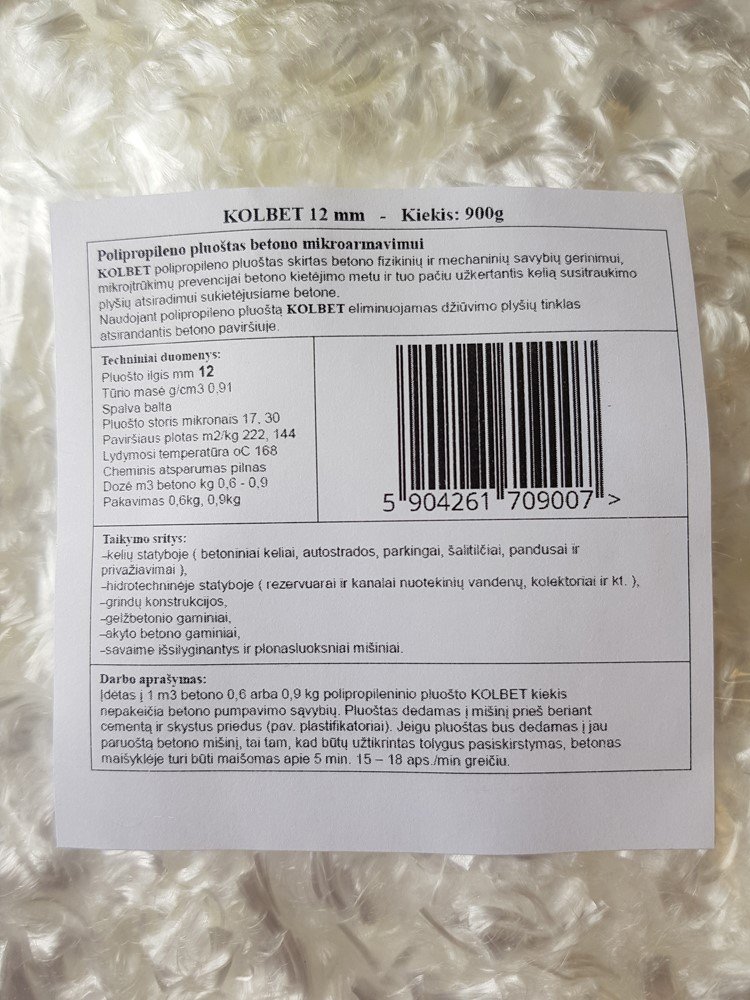 KOLBET 12 mm - Kiekis: 900g
Polipropileno pluoštas betono mikroarmavimui
KOLBET polipropileno pluoštas skirtas betono fizikinių ir mechaninių savybių gerinimui,
mikroįtrūkimų prevencijai betono kietėjimo metu ir tuo pačiu užkertantis kelią susitraukimo
plyšių atsiradimui sukietėjusiame betone.
Naudojant polipropileno pluoštą KOLBET eliminuojamas džiūvimo plyšių tinklas
atsirandantis betono paviršiuje.
Techniniai duomenys:
Pluošto ilgis mm 12
Tūrio masė g/cm3 0,91
Spalva balta
Pluošto storis mikronais 17, 30
Paviršiaus plotas m2/kg 222, 144
Lydymosi temperatūra oC 168
Cheminis atsparumas pilnas
Dozė m3 betono kg 0,6 - 0,9
Pakavimas 0,6kg, 0,9kg
5 904261 709007 >
Taikymo sritys:
-kelių statyboje ( betoniniai keliai, autostrados, parkingai, šalitilčiai, pandusai ir
privažiavimai ),
-hidrotechninėje statyboje ( rezervuarai ir kanalai nuotekinių vandenų, kolektoriai ir kt. ),
-grindų konstrukcijos,
-gelžbetonio gaminiai,
-akyto betono gaminiai,
-savaime išsilyginantys ir plonasluoksniai mišiniai.
Darbo aprašymas:
Įdėtas į 1 m3 betono 0,6 arba 0,9 kg polipropileninio pluošto KOLBET kiekis
nepakeičia betono pumpavimo sąvybių. Pluoštas dedamas į mišinį prieš beriant
cementą ir skystus priedus (pav. plastifikatoriai). Jeigu pluoštas bus dedamas į jau
paruoštą betono mišinį, tai tam, kad būtų užtikrintas tolygus pasiskirstymas, betonas
maišyklėje turi būti maišomas apie 5 min. 15 – 18 aps./min greičiu.